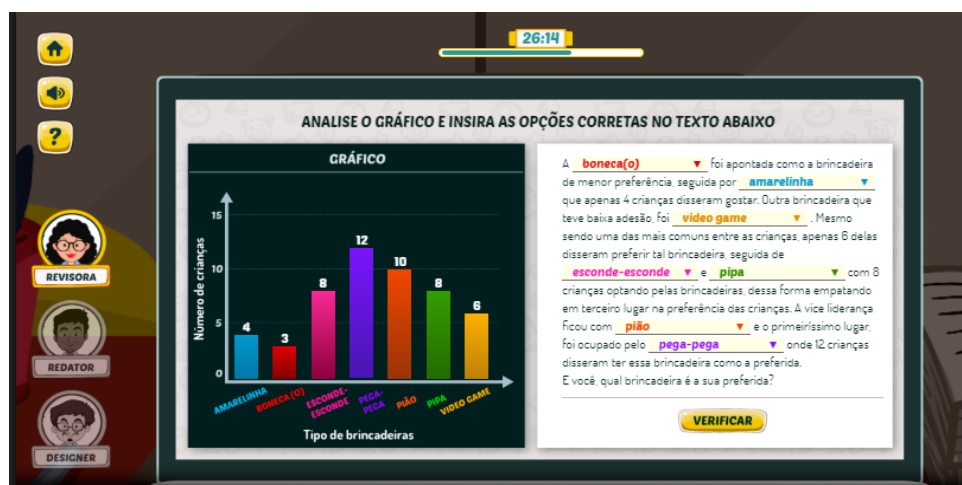 26:14
?
ANALISE O GRÁFICO E INSIRA AS OPÇÕES CORRETAS NO TEXTO ABAIXO
REVISORA
REDATOR
DESIGNER
GRÁFICO
Número de crianças
15
10
5
0
4
3
8
12
10
8
6
AMARELINHA
BONECA (O)
ESCONDE-
ESCONDE
PEGA-
PEGA
PIÃO
PIPA
VIDEO GAME
Tipo de brincadeiras
A boneca(o) foi apontada como a brincadeira
de menor preferência, seguida por amarelinha
que apenas 4 crianças disseram gostar. Outra brincadeira que
teve baixa adesão, foi video game . Mesmo
sendo uma das mais comuns entre as crianças, apenas 6 delas
disseram preferir tal brincadeira, seguida de
esconde-esconde e pipa com 8
crianças optando pelas brincadeiras, dessa forma empatando
em terceiro lugar na preferência das crianças. A vice liderança
ficou com pião e o primeiríssimo lugar,
foi ocupado pelo pega-pega onde 12 crianças
disseram ter essa brincadeira como a preferida.
E você, qual brincadeira é a sua preferida?
VERIFICAR